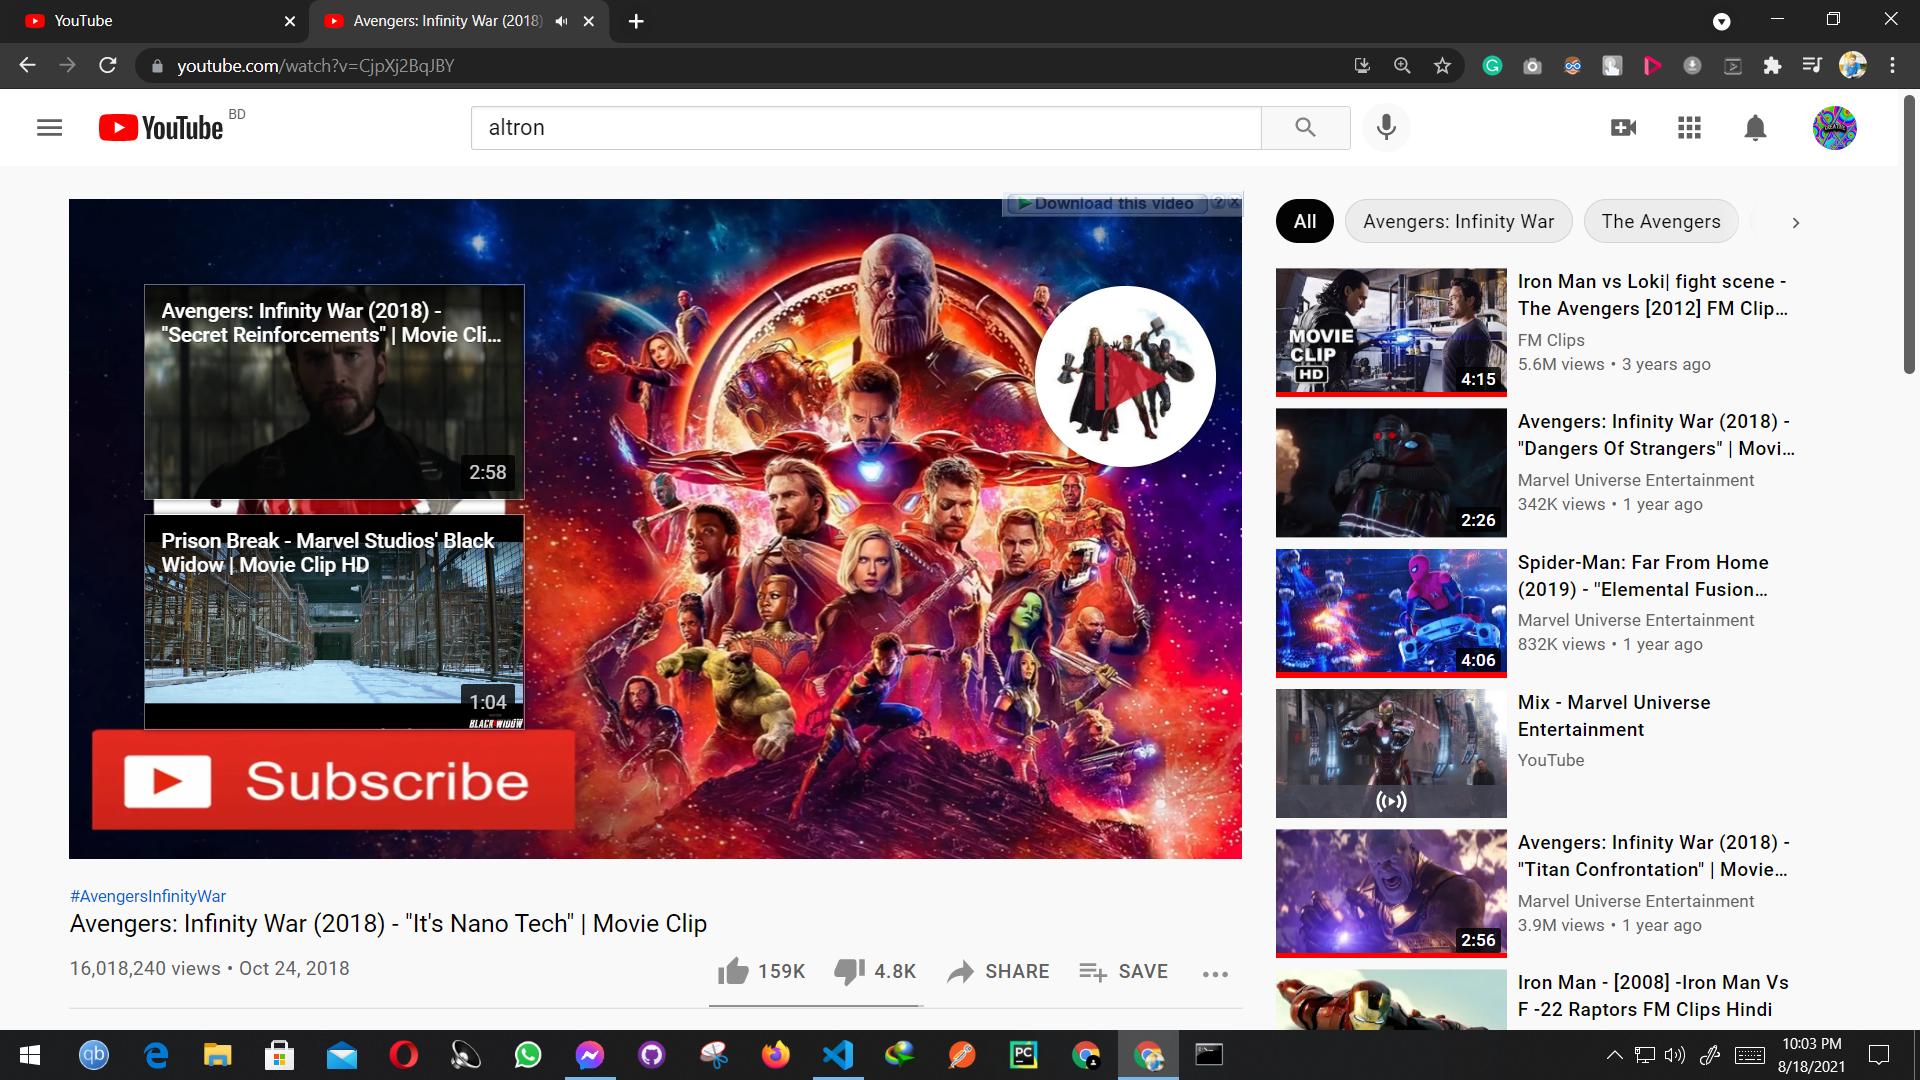 YouTube
Avengers: Infinity War (2018)
youtube.com/watch?v=CjpXj2BqJBY
YouTube BD
altron
Download this video ? x
Avengers: Infinity War (2018) -
"Secret Reinforcements" | Movie Cli...
2:58
Prison Break - Marvel Studios' Black
Widow | Movie Clip HD
1:04
BLACK WIDOW
Subscribe
#AvengersInfinityWar
Avengers: Infinity War (2018) - "It's Nano Tech" | Movie Clip
16,018,240 views • Oct 24, 2018
159K
4.8K
SHARE
SAVE
All
Avengers: Infinity War
The Avengers
MOVIE
CLIP
HD
4:15
Iron Man vs Loki| fight scene -
The Avengers [2012] FM Clip...
FM Clips
5.6M views • 3 years ago
2:26
Avengers: Infinity War (2018) -
"Dangers Of Strangers" | Movi...
Marvel Universe Entertainment
342K views • 1 year ago
4:06
Spider-Man: Far From Home
(2019) - "Elemental Fusion...
Marvel Universe Entertainment
832K views • 1 year ago
Mix - Marvel Universe
Entertainment
YouTube
2:56
Avengers: Infinity War (2018) -
"Titan Confrontation" | Movie...
Marvel Universe Entertainment
3.9M views • 1 year ago
Iron Man - [2008] -Iron Man Vs
F -22 Raptors FM Clips Hindi
qb
PC
10:03 PM
8/18/2021